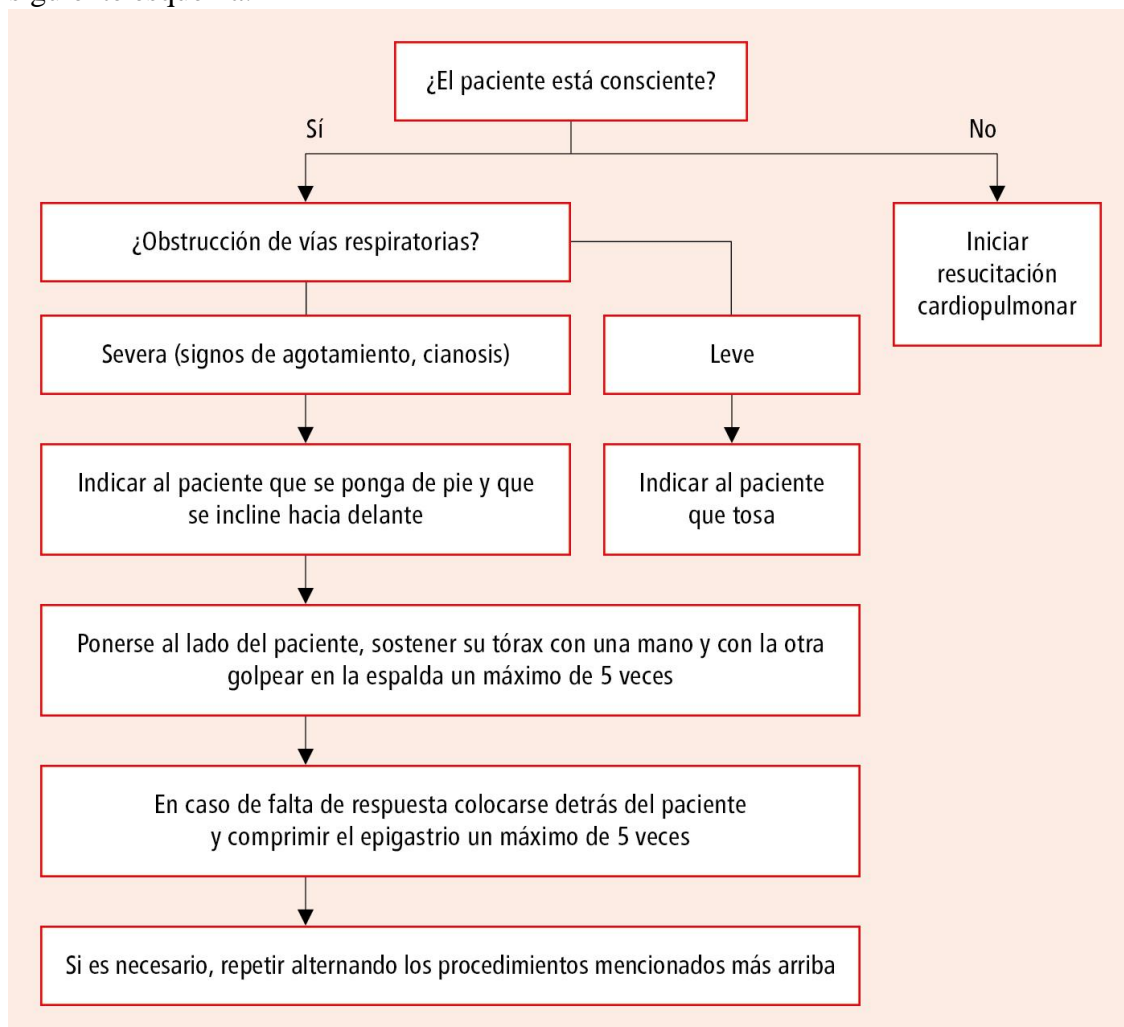 ¿El paciente está consciente?
Sí
No
¿Obstrucción de vías respiratorias?
Iniciar
resucitación
cardiopulmonar
Severa (signos de agotamiento, cianosis)
Leve
Indicar al paciente que se ponga de pie y que
se incline hacia delante
Indicar al paciente
que tosa
Ponerse al lado del paciente, sostener su tórax con una mano y con la otra
golpear en la espalda un máximo de 5 veces
En caso de falta de respuesta colocarse detrás del paciente
y comprimir el epigastrio un máximo de 5 veces
Si es necesario, repetir alternando los procedimientos mencionados más arriba